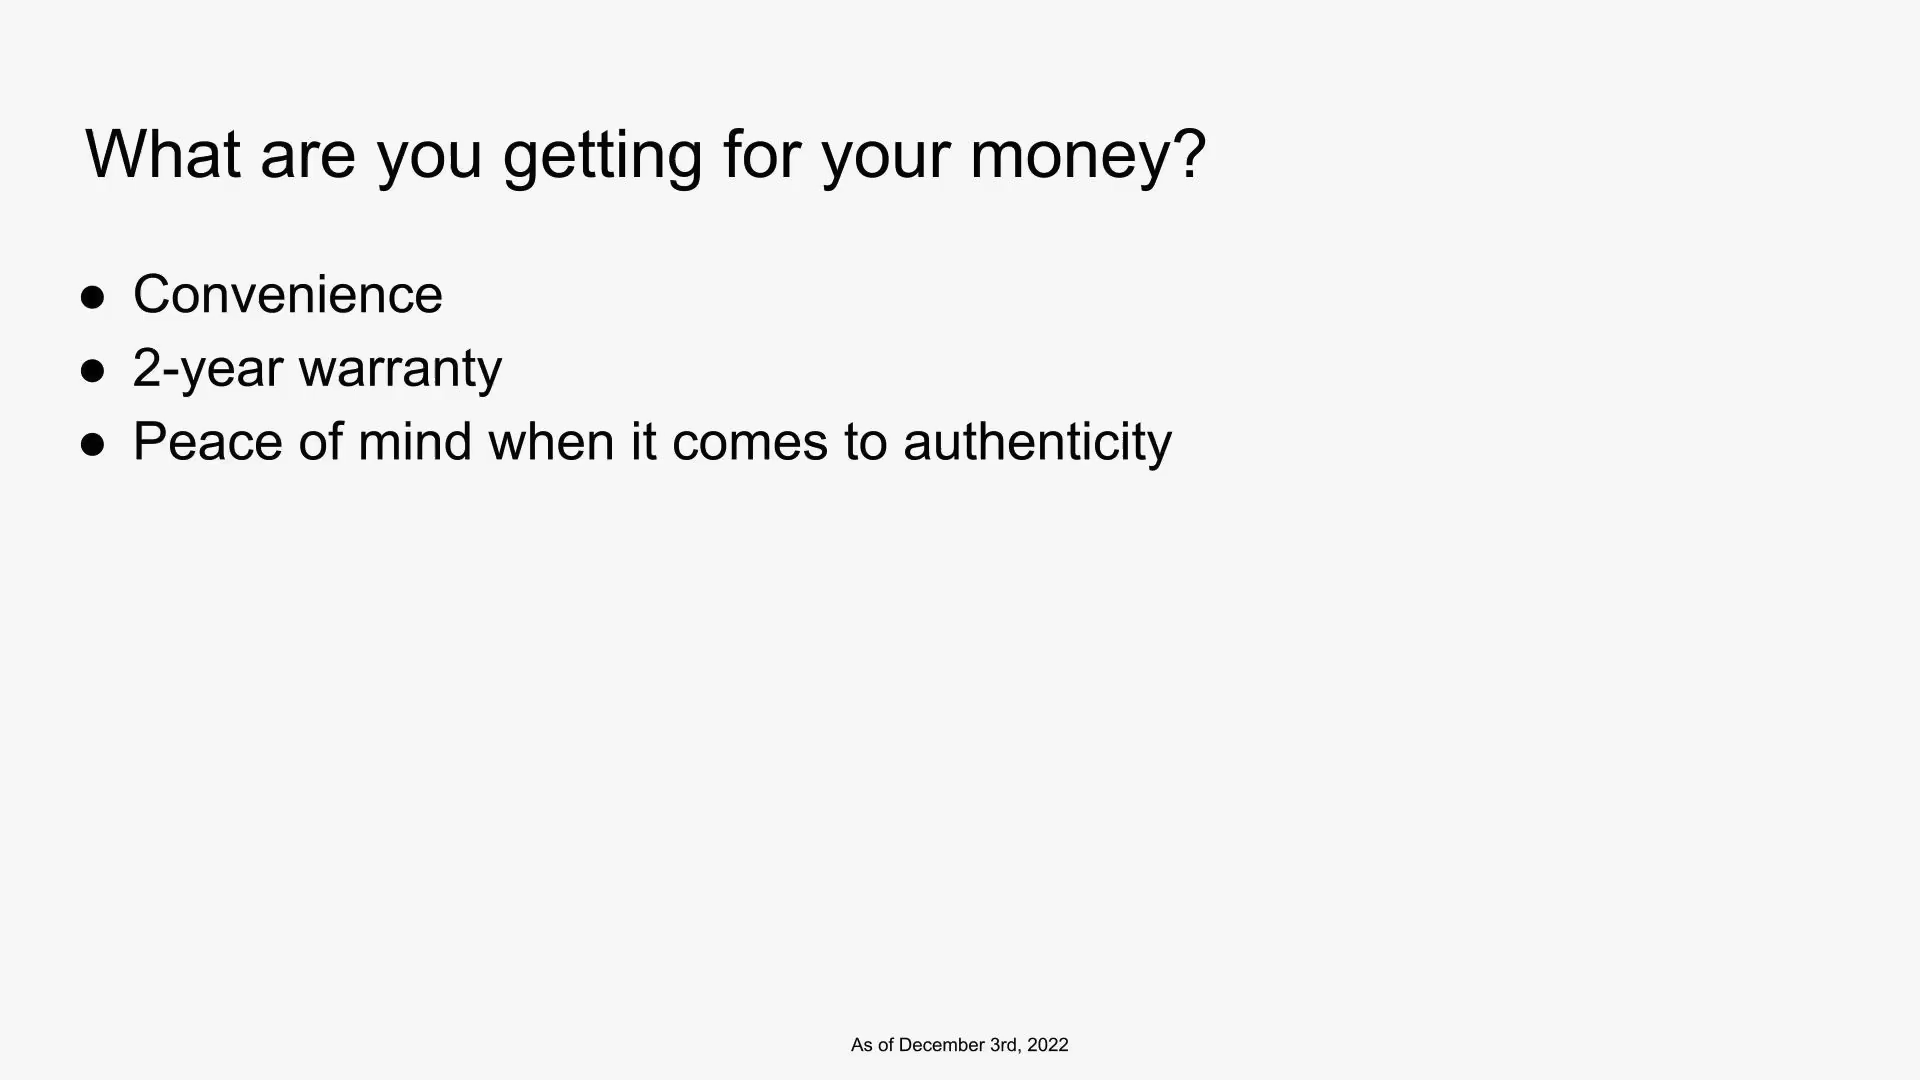 What are you getting for your money?
● Convenience
● 2-year warranty
● Peace of mind when it comes to authenticity
As of December 3rd, 2022